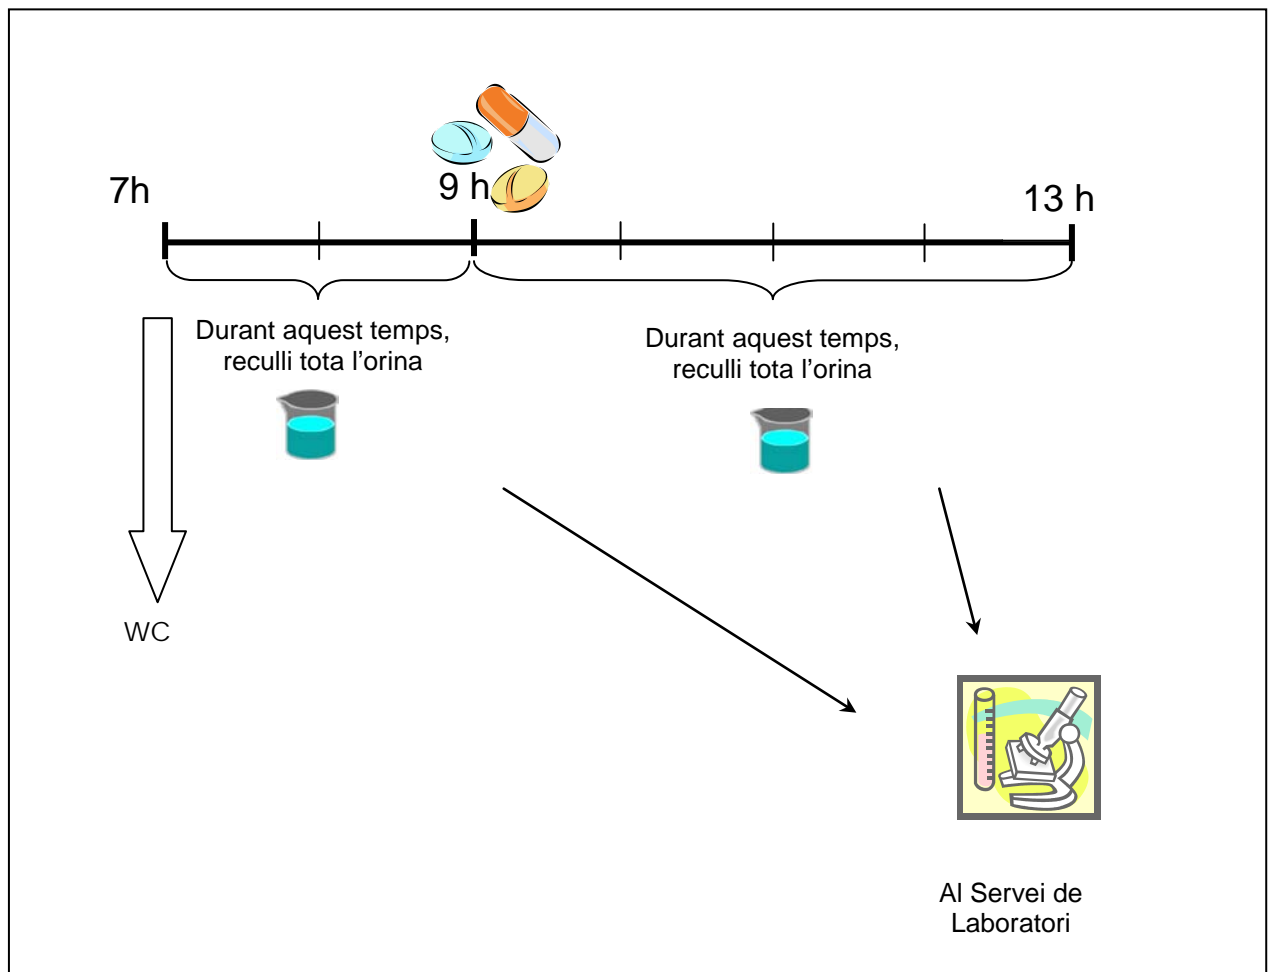 7h
9 h
13 h
Durant aquest temps,
reculli tota l’orina
Durant aquest temps,
reculli tota l’orina
WC
Al Servei de
Laboratori